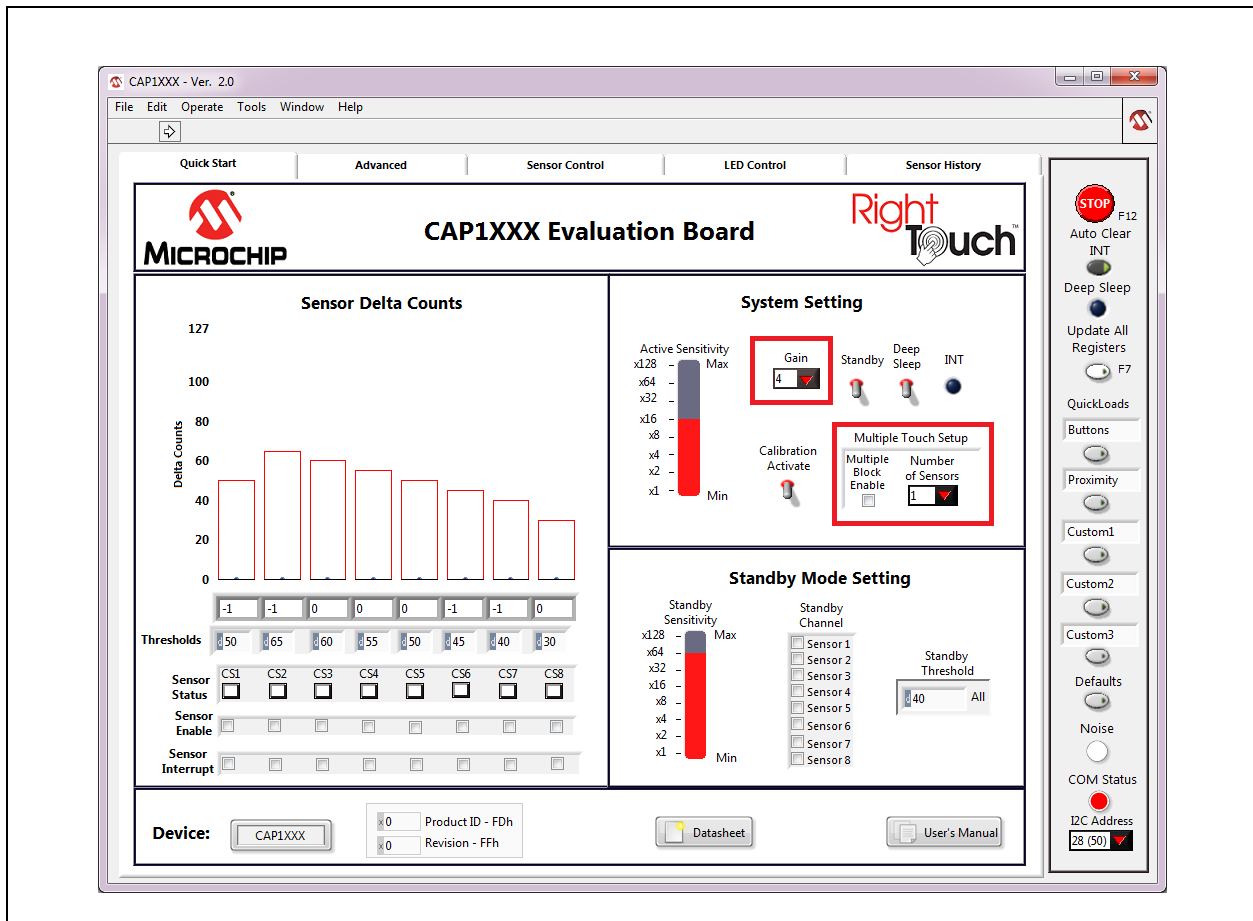 CAP1XXX - Ver. 2.0
File Edit Operate Tools Window Help
Quick Start Advanced Sensor Control LED Control Sensor History
MICROCHIP
CAP1XXX Evaluation Board
Right
Touch™
Sensor Delta Counts
127
100
80
60
40
20
0
Delta Counts
-1 -1 0 0 0 -1 -1 0
Thresholds d 50 d 65 d 60 d 55 d 50 d 45 d 40 d 30
Sensor
Status
CS1 CS2 CS3 CS4 CS5 CS6 CS7 CS8
Sensor
Enable
Sensor
Interrupt
System Setting
Active Sensitivity
x128 Max
x64
x32
x16
x8
x4
x2
x1 Min
Gain
4
Standby
Deep
Sleep
INT
Calibration
Activate
Multiple Touch Setup
Multiple
Block
Enable
Number
of Sensors
1
Standby Mode Setting
Standby
Sensitivity
x128 Max
x64
x32
x16
x8
x4
x2
x1 Min
Standby
Channel
Sensor 1
Sensor 2
Sensor 3
Sensor 4
Sensor 5
Sensor 6
Sensor 7
Sensor 8
Standby
Threshold
d 40 All
Device: CAP1XXX
x 0 Product ID - FDh
x 0 Revision - FFh
Datasheet
User's Manual
STOP F12
Auto Clear
INT
Deep Sleep
Update All
Registers
F7
QuickLoads
Buttons
Proximity
Custom1
Custom2
Custom3
Defaults
Noise
COM Status
I2C Address
28 (50)